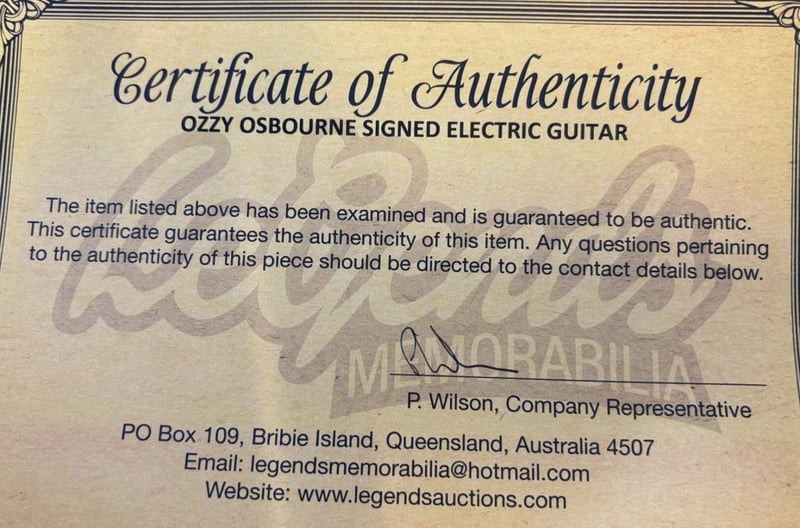 Certificate of Authenticity
OZZY OSBOURNE SIGNED ELECTRIC GUITAR
The item listed above has been examined and is guaranteed to be authentic.
This certificate guarantees the authenticity of this item. Any questions pertaining
to the authenticity of this piece should be directed to the contact details below.
Legends
MEMORABILIA
P. Wilson, Company Representative
PO Box 109, Bribie Island, Queensland, Australia 4507
Email: legendsmemorabilia@hotmail.com
Website: www.legendsauctions.com